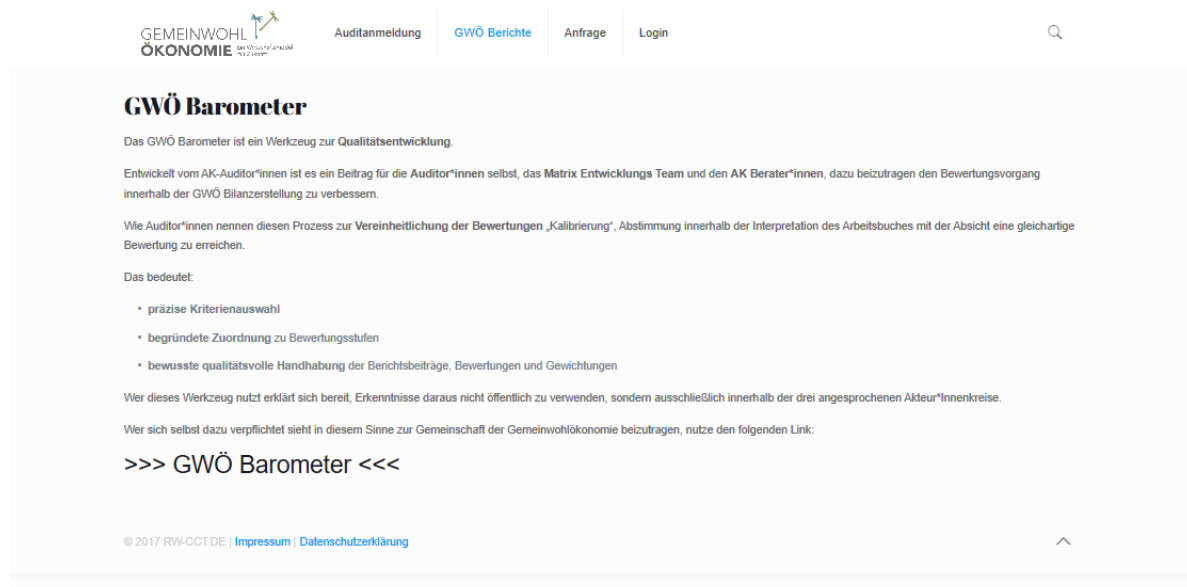 GEMEINWOHL
ÖKONOMIE
Auditanmeldung
GWÖ Berichte
Anfrage
Login
GWÖ Barometer
Das GWÖ Barometer ist ein Werkzeug zur Qualitätsentwicklung.
Entwickelt vom AK-Auditor*innen ist es ein Beitrag für die Auditor*innen selbst, das Matrix Entwicklungs Team und den AK Berater*innen, dazu beizutragen den Bewertungsvorgang
innerhalb der GWÖ Bilanzerstellung zu verbessern.
Wie Auditor*innen nennen diesen Prozess zur Vereinheitlichung der Bewertungen „Kalibrierung“, Abstimmung innerhalb der Interpretation des Arbeitsbuches mit der Absicht eine gleichartige
Bewertung zu erreichen.
Das bedeutet:
• präzise Kriterienauswahl
• begründete Zuordnung zu Bewertungsstufen
• bewusste qualitätsvolle Handhabung der Berichtsbeiträge, Bewertungen und Gewichtungen
Wer dieses Werkzeug nutzt erklärt sich bereit, Erkenntnisse daraus nicht öffentlich zu verwenden, sondern ausschließlich innerhalb der drei angesprochenen Akteur*Innenkreise.
Wer sich selbst dazu verpflichtet sieht in diesem Sinne zur Gemeinschaft der Gemeinwohlökonomie beizutragen, nutze den folgenden Link:
>>> GWÖ Barometer <<<
© 2017 RW-CCT.DE | Impressum | Datenschutzerklärung